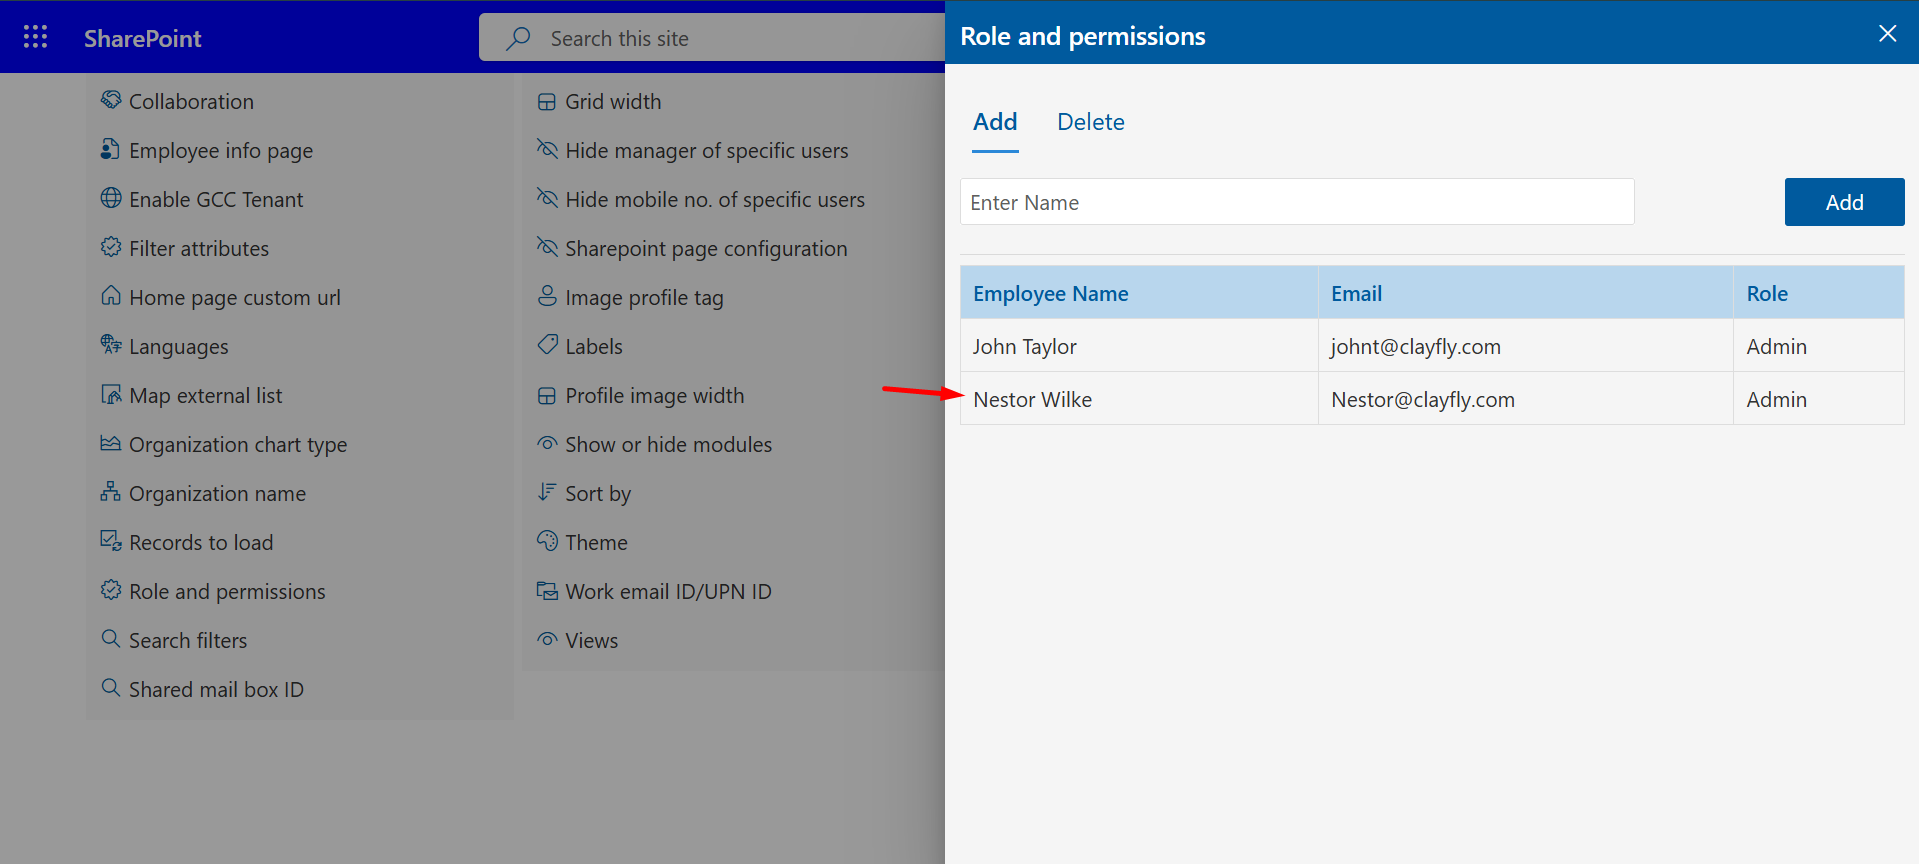 SharePoint
Search this site
Collaboration
Employee info page
Enable GCC Tenant
Filter attributes
Home page custom url
Languages
Map external list
Organization chart type
Organization name
Records to load
Role and permissions
Search filters
Shared mail box ID
Grid width
Hide manager of specific users
Hide mobile no. of specific users
Sharepoint page configuration
Image profile tag
Labels
Profile image width
Show or hide modules
Sort by
Theme
Work email ID/UPN ID
Views
Role and permissions
Add Delete
Enter Name Add
Employee Name Email Role
John Taylor johnt@clayfly.com Admin
Nestor Wilke Nestor@clayfly.com Admin